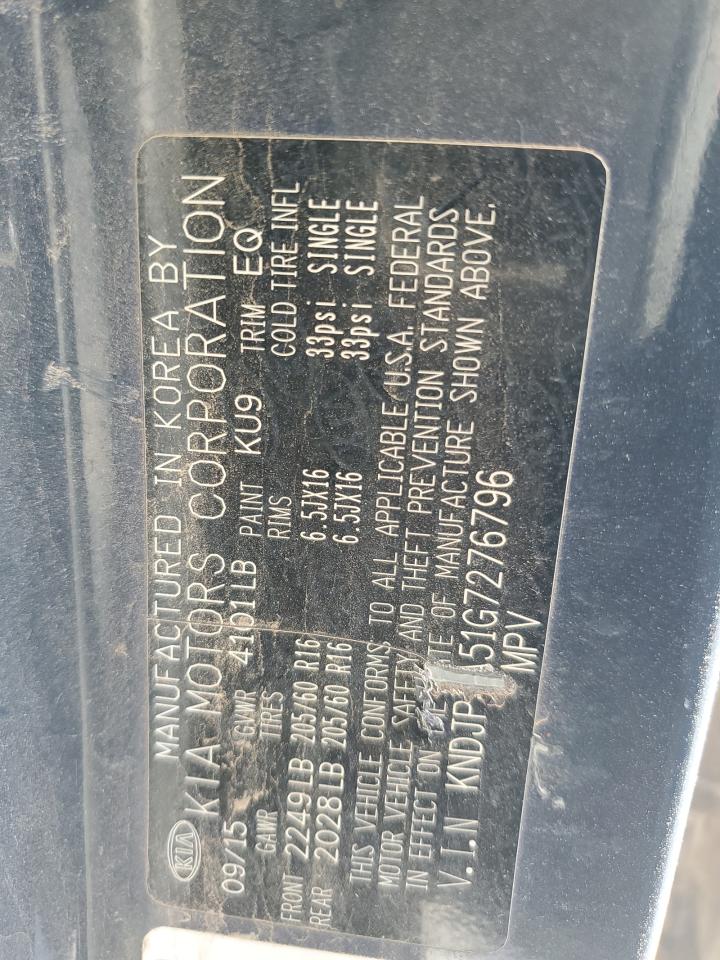 MANUFACTURED IN KOREA BY
KIA KIA MOTORS CORPORATION
09/15 GVWR 4101LB PAINT KU9 TRIM EQ
GAWR TIRES RIMS COLD TIRE INFL
FRONT 2249LB 205/60 R16 6.5JX16 33psi SINGLE
REAR 2028LB 205/60 R16 6.5JX16 33psi SINGLE
THIS VEHICLE CONFORMS TO ALL APPLICABLE U.S.A. FEDERAL
MOTOR VEHICLE SAFETY AND THEFT PREVENTION STANDARDS
IN EFFECT ON OF MANUFACTURE SHOWN ABOVE.
V.I.N KNDJP 51G7276796
MPV